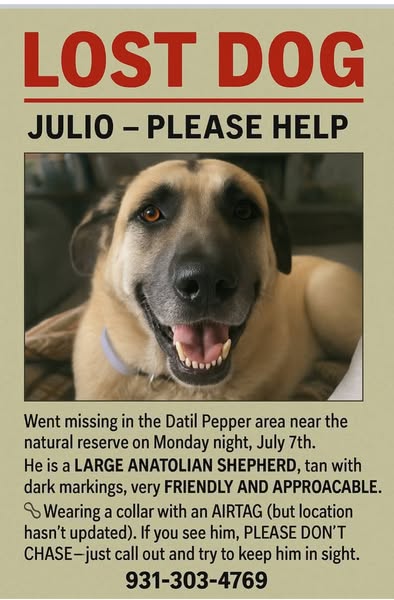 LOST DOG
JULIO – PLEASE HELP
Went missing in the Datil Pepper area near the
natural reserve on Monday night, July 7th.
He is a LARGE ANATOLIAN SHEPHERD, tan with
dark markings, very FRIENDLY AND APPROACABLE.
Wearing a collar with an AIRTAG (but location
hasn't updated). If you see him, PLEASE DON'T
CHASE—just call out and try to keep him in sight.
931-303-4769